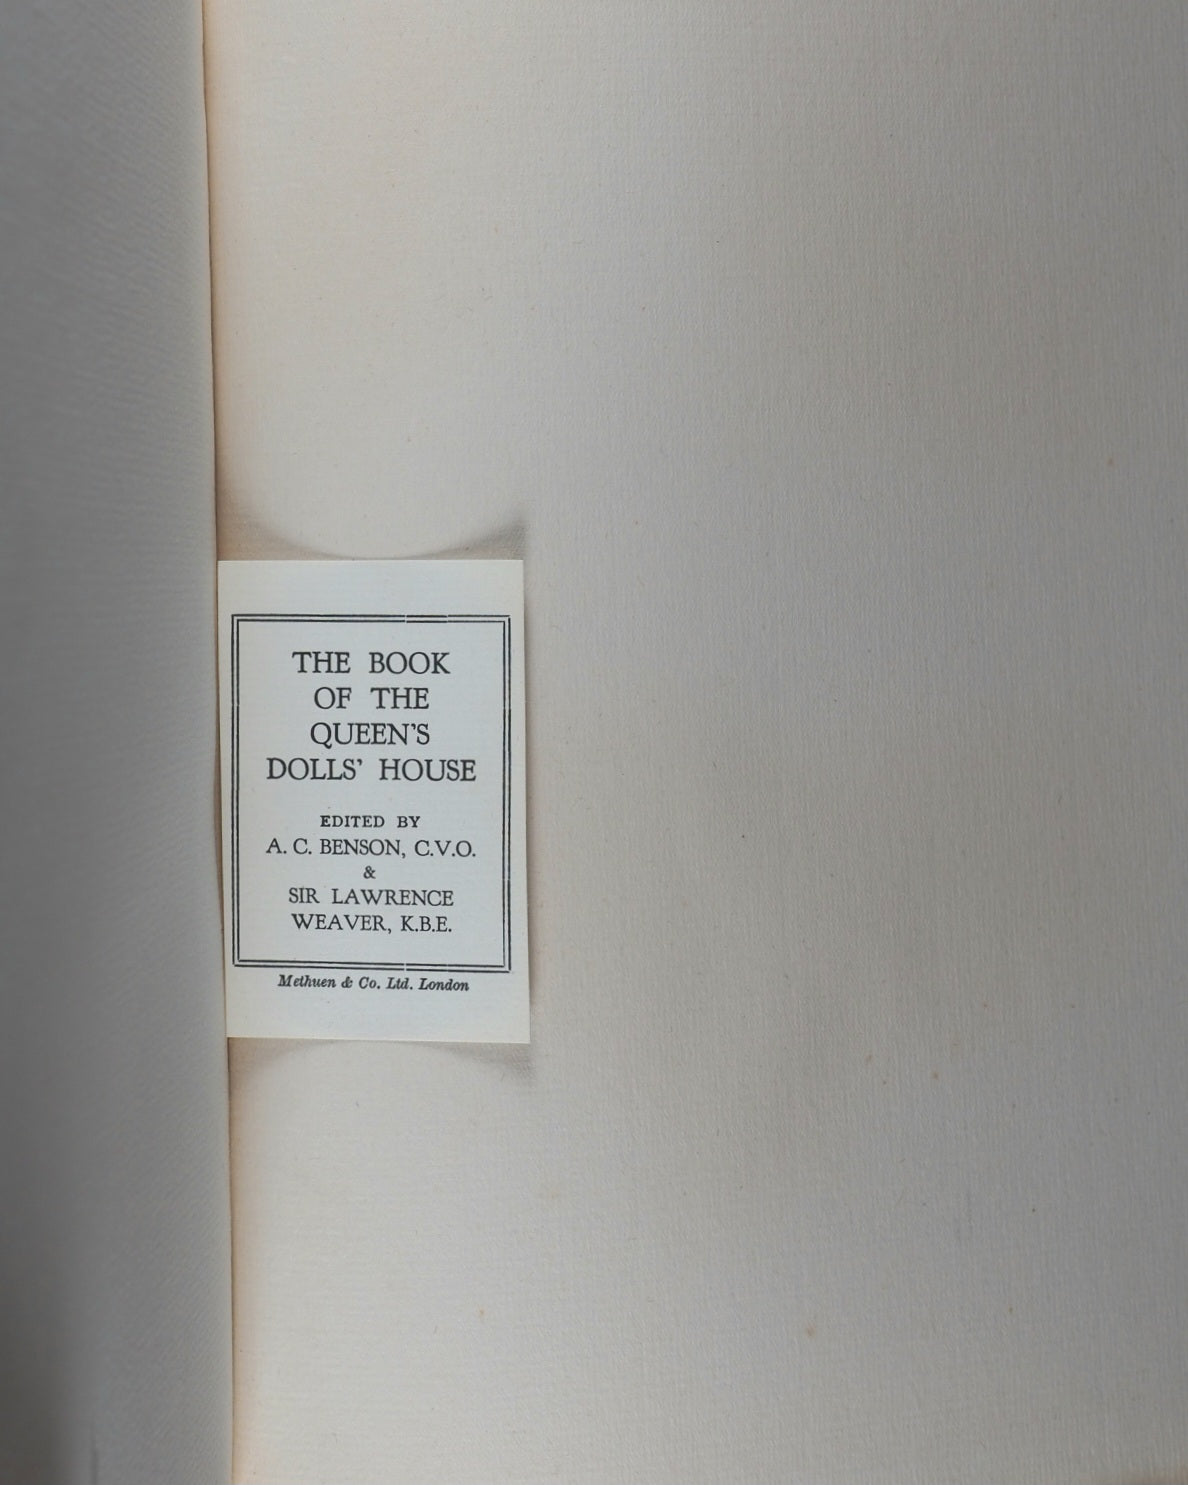 THE BOOK
OF THE
QUEEN'S
DOLLS' HOUSE
EDITED BY
A. C. BENSON, C.V.O.
&
SIR LAWRENCE
WEAVER, K.B.E.
Methuen & Co. Ltd. London